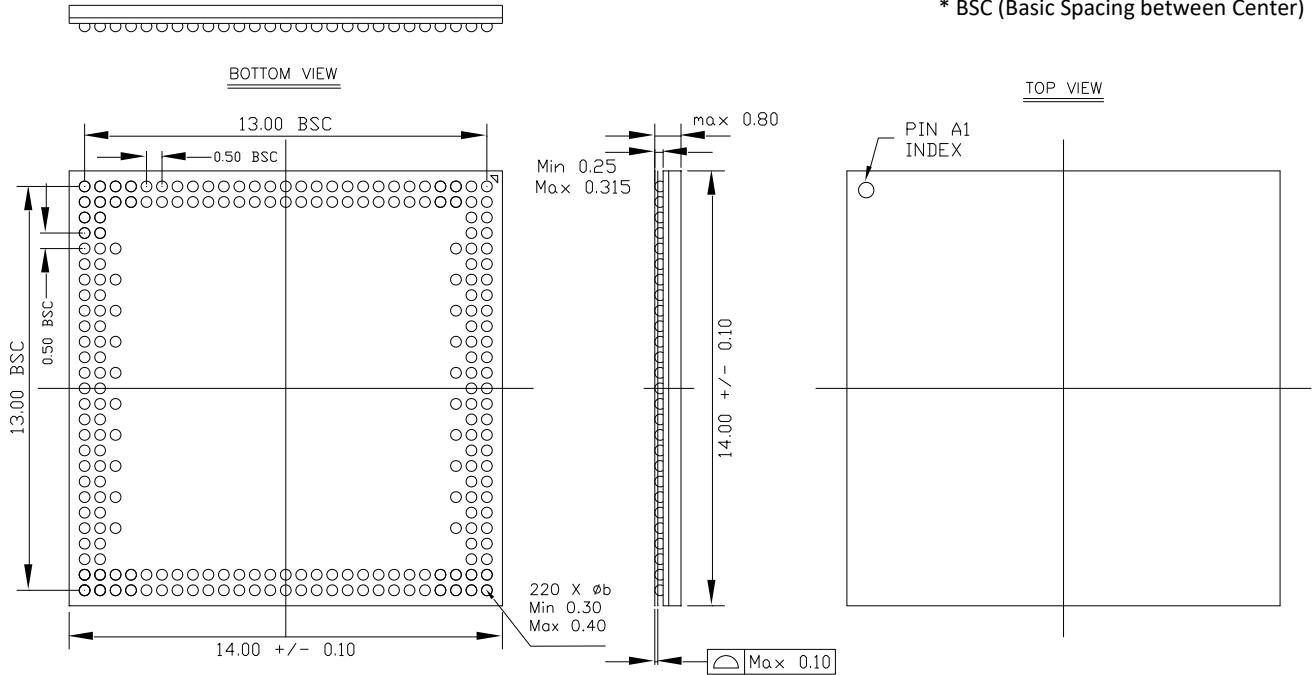 * BSC (Basic Spacing between Center)
BOTTOM VIEW
TOP VIEW
13.00 BSC
0.50 BSC
max 0.80
PIN A1
INDEX
Min 0.25
Max 0.315
0.50 BSC
13.00 BSC
14.00 +/- 0.10
220 X øb
Min 0.30
Max 0.40
14.00 +/- 0.10
Max 0.10